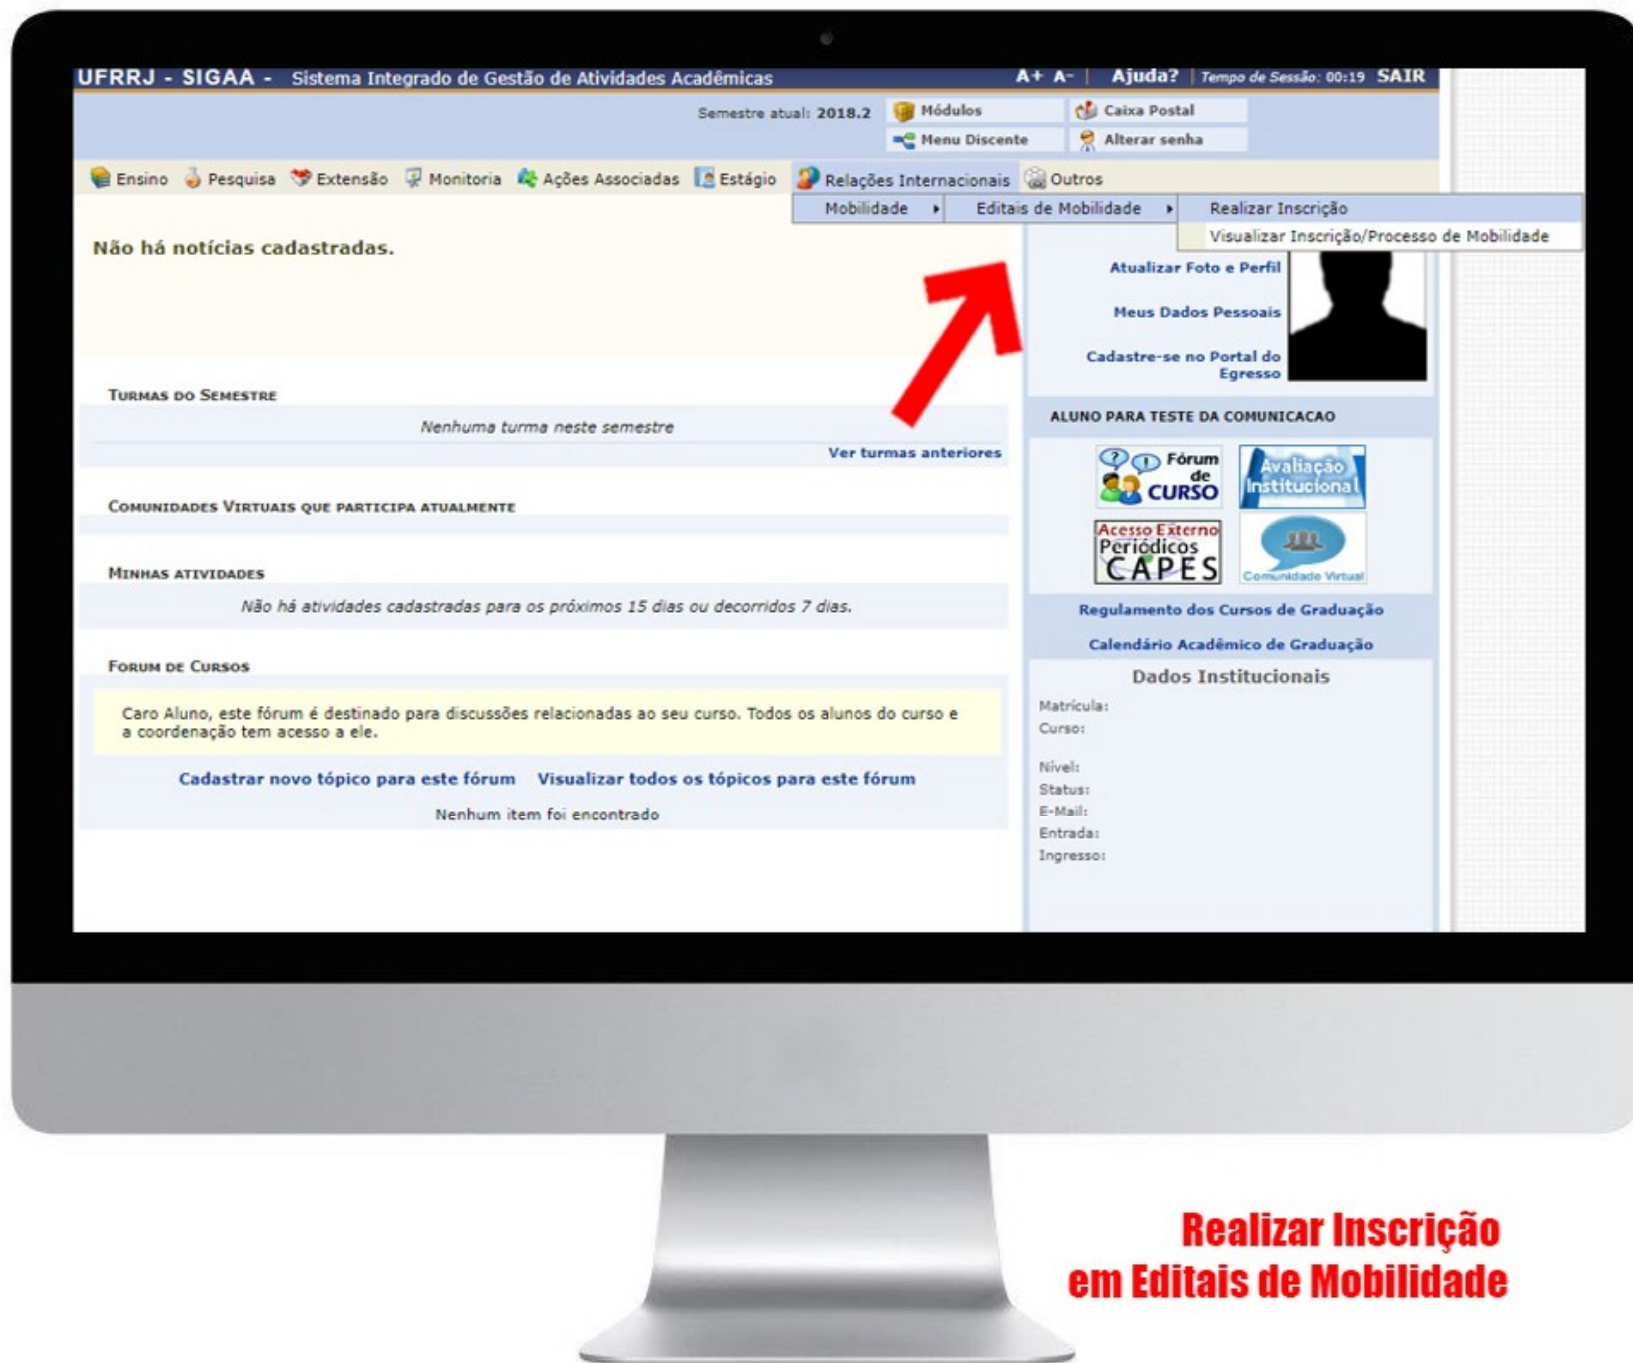 UFRRJ - SIGAA - Sistema Integrado de Gestão de Atividades Acadêmicas A+ A- | Ajuda? | Tempo de Sessão: 00:19 SAIR
Semestre atual: 2018.2 Módulos Caixa Postal
Menu Discente Alterar senha
Ensino Pesquisa Extensão Monitoria Ações Associadas Estágio Relações Internacionais Outros
Mobilidade Editais de Mobilidade Realizar Inscrição
Visualizar Inscrição/Processo de Mobilidade
Não há notícias cadastradas.
TURMAS DO SEMESTRE
Nenhuma turma neste semestre
Ver turmas anteriores
COMUNIDADES VIRTUAIS QUE PARTICIPA ATUALMENTE
MINHAS ATIVIDADES
Não há atividades cadastradas para os próximos 15 dias ou decorridos 7 dias.
FORUM DE CURSOS
Caro Aluno, este fórum é destinado para discussões relacionadas ao seu curso. Todos os alunos do curso e
a coordenação tem acesso a ele.
Cadastrar novo tópico para este fórum Visualizar todos os tópicos para este fórum
Nenhum item foi encontrado
Atualizar Foto e Perfil
Meus Dados Pessoais
Cadastre-se no Portal do
Egresso
ALUNO PARA TESTE DA COMUNICACAO
Fórum
de
CURSO
Avaliação
Institucional
Acesso Externo
Periódicos
CAPES
Comunidade Virtual
Regulamento dos Cursos de Graduação
Calendário Acadêmico de Graduação
Dados Institucionais
Matrícula:
Curso:
Nível:
Status:
E-Mail:
Entrada:
Ingresso:
Realizar Inscrição
em Editais de Mobilidade